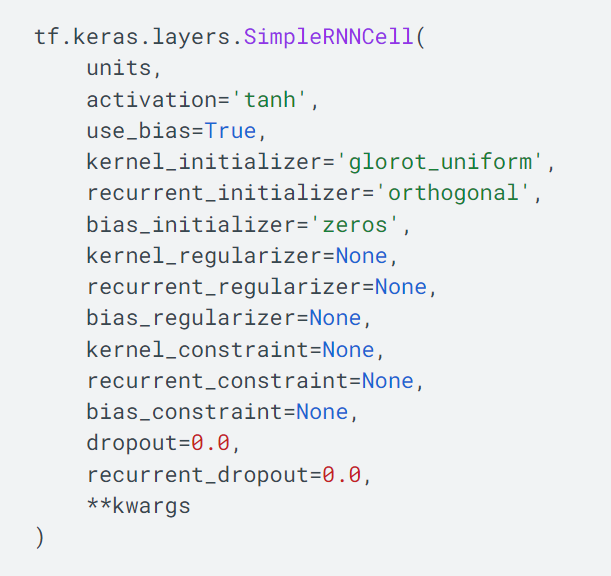 tf.keras.layers.SimpleRNNCell(
    units,
    activation='tanh',
    use_bias=True,
    kernel_initializer='glorot_uniform',
    recurrent_initializer='orthogonal',
    bias_initializer='zeros',
    kernel_regularizer=None,
    recurrent_regularizer=None,
    bias_regularizer=None,
    kernel_constraint=None,
    recurrent_constraint=None,
    bias_constraint=None,
    dropout=0.0,
    recurrent_dropout=0.0,
    **kwargs
)